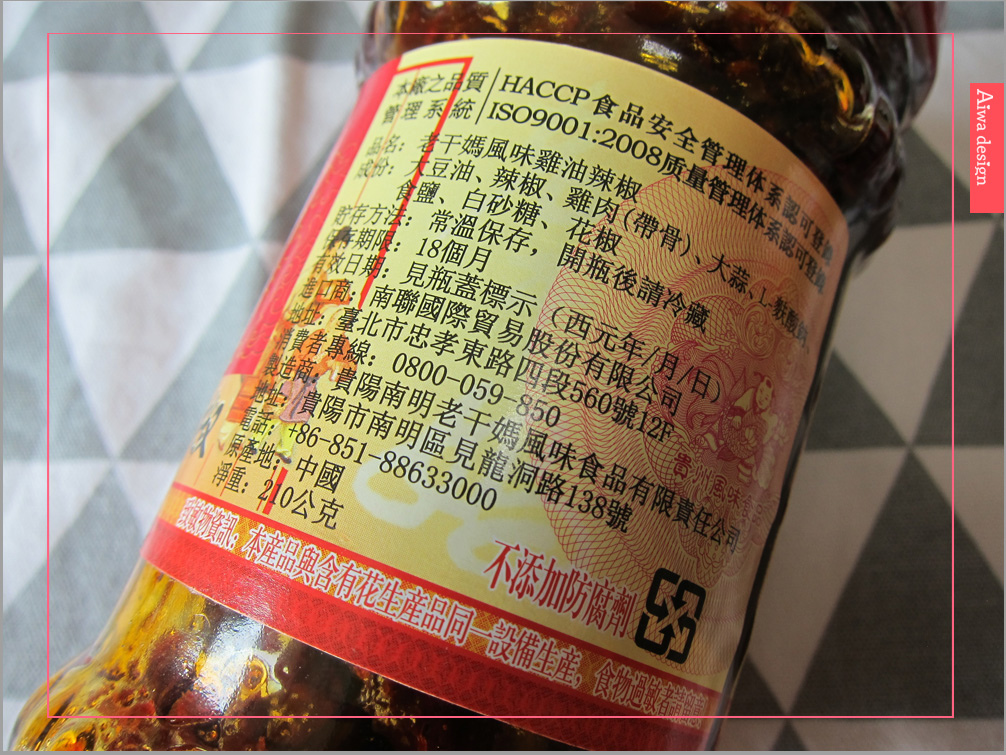 本廠之品質
管理系統
HACCP食品安全管理体系認可登錄
ISO9001:2008质量管理体系認可登錄
品名：老干媽風味雞油辣椒
成份：大豆油、辣椒、雞肉(帶骨)、大蒜、L-麩酸鈉
食鹽、白砂糖、花椒
貯存方法：常溫保存，開瓶後請冷藏
保存期限：18個月
有效日期：見瓶蓋標示（西元年/月/日）
進口商：南聯國際貿易股份有限公司
地址：臺北市忠孝東路四段560號12F
消費者專線：0800-059-850
製造商：貴陽南明老干媽風味食品有限責任公司
地址：貴陽市南明區見龍洞路138號
電話：+86-851-88633000
原產地：中國
淨重：210公克
贵州風味
不添加防腐劑
過敏物資訊：本產品與含有花生產品同一設備生產，食物過敏者請
Aiwa design